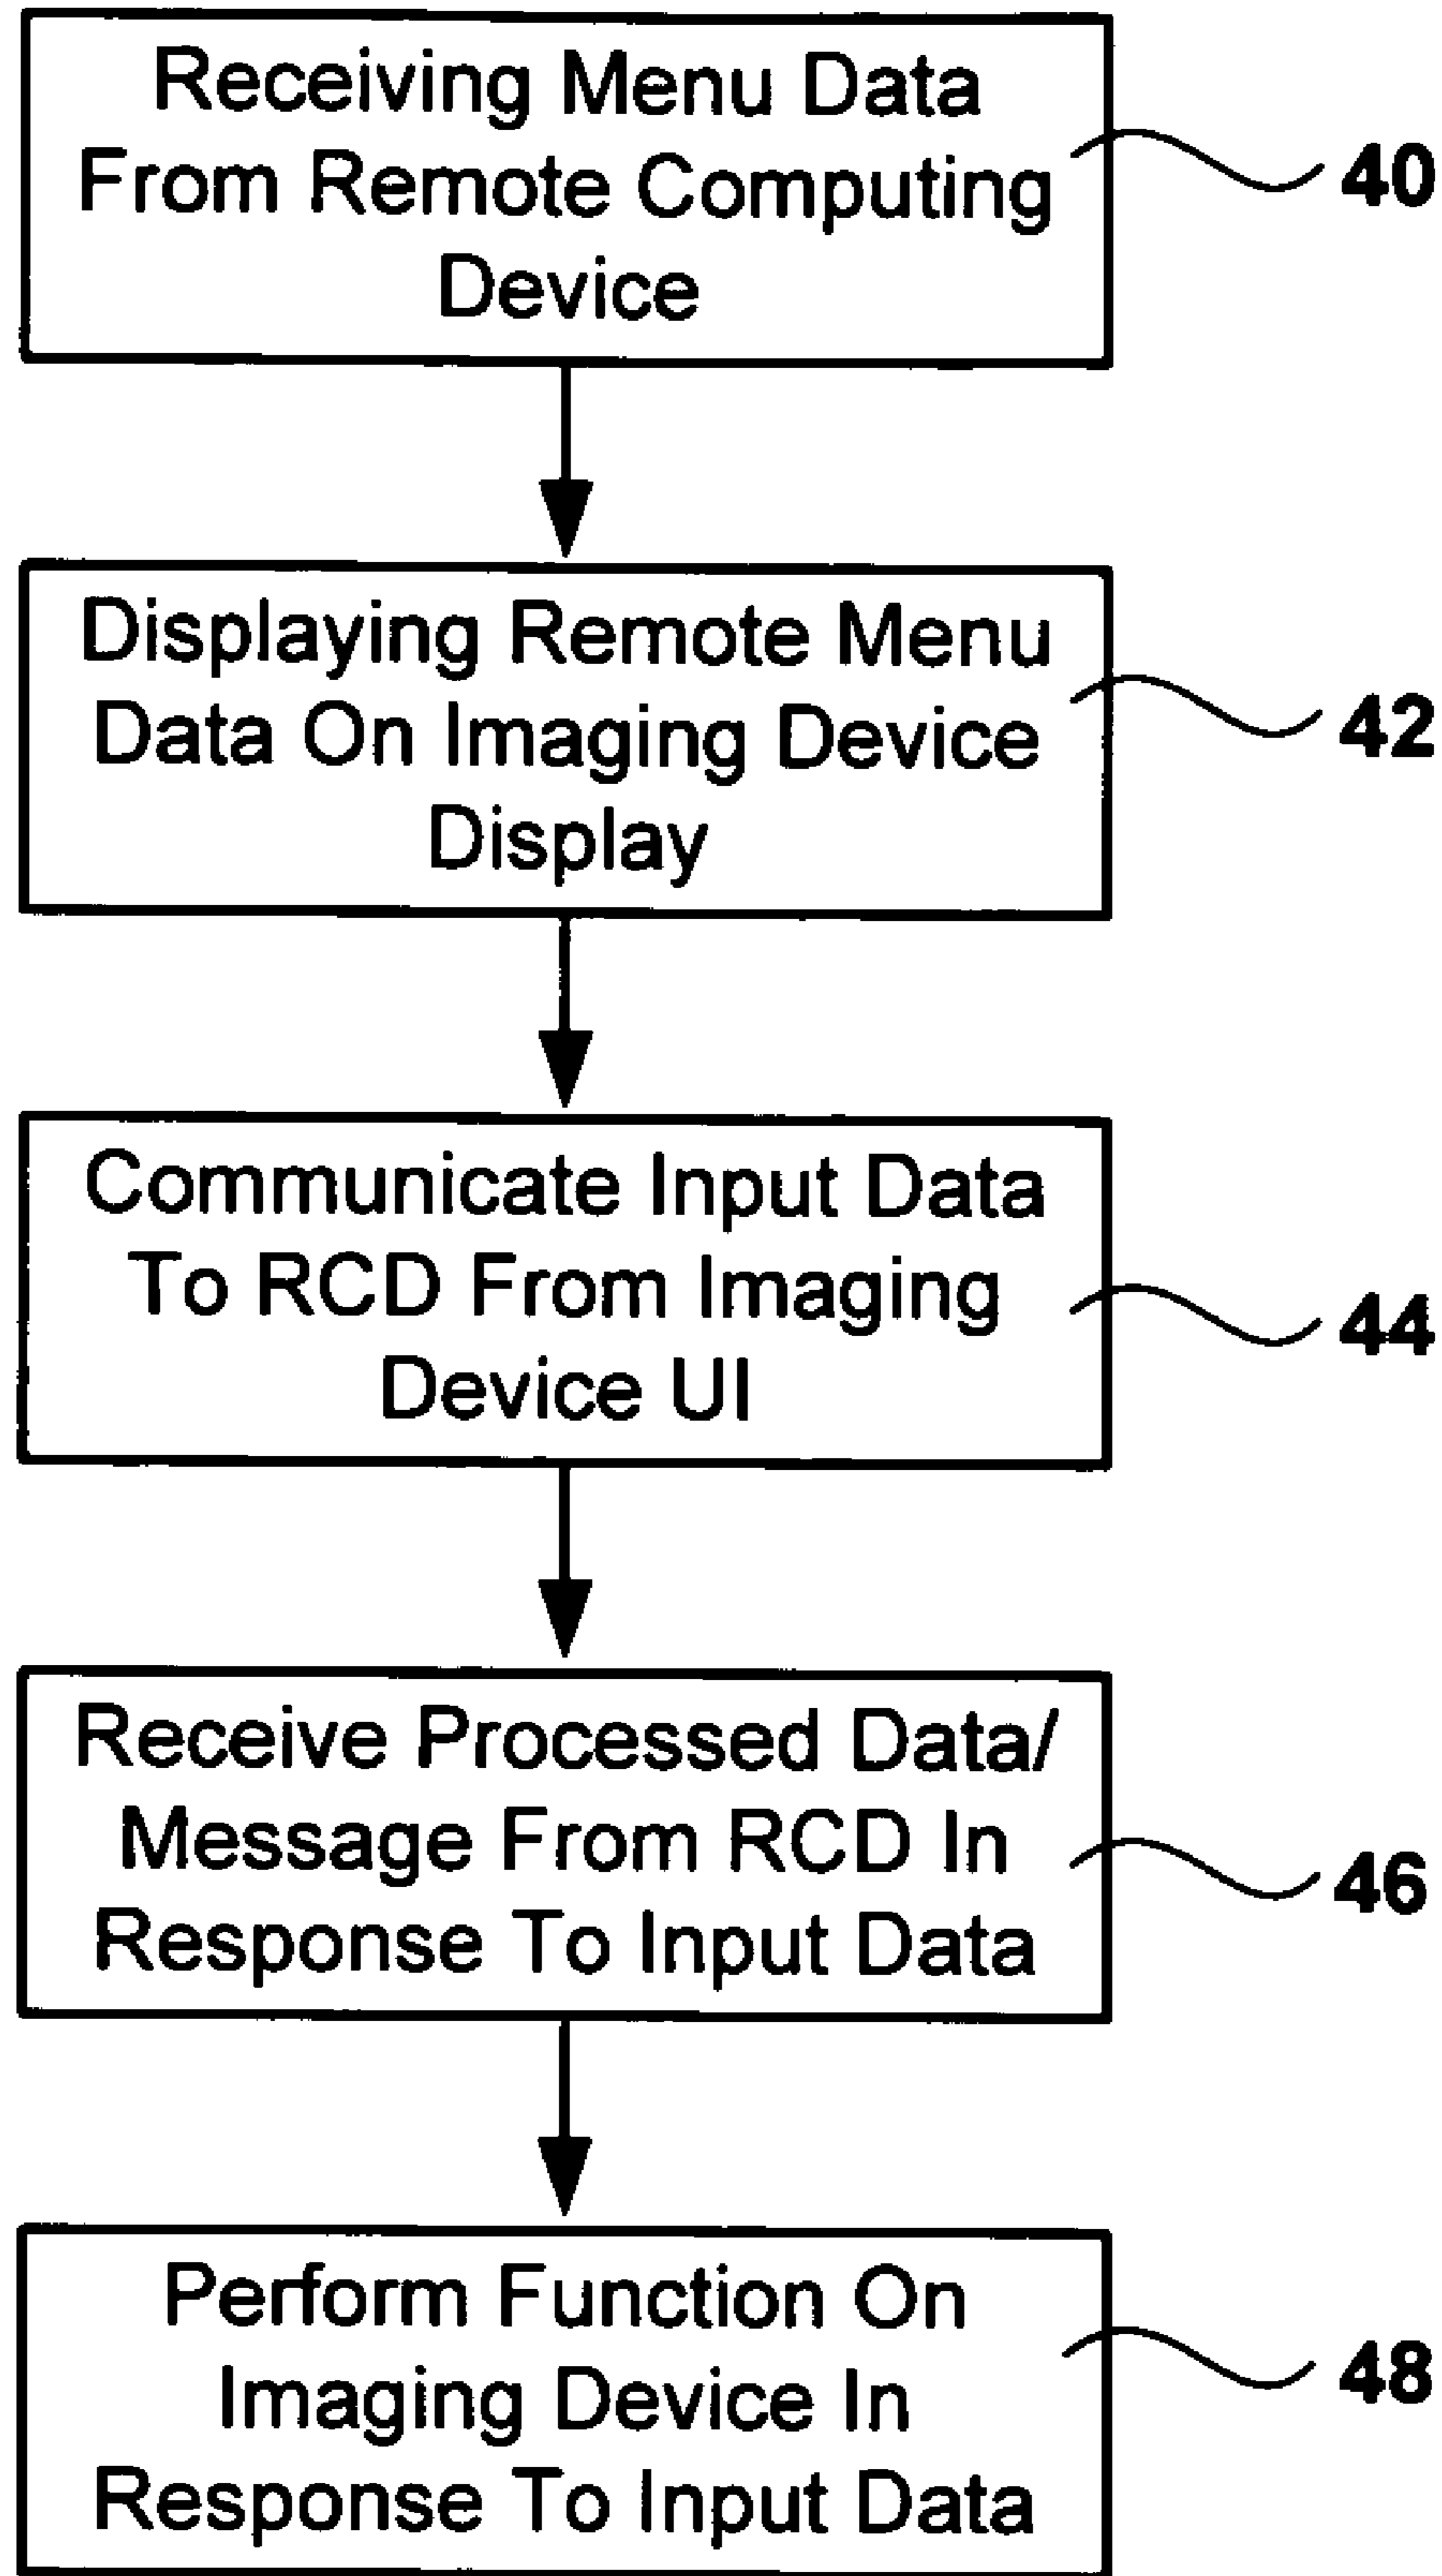 Receiving Menu Data
From Remote Computing
Device
40
Displaying Remote Menu
Data On Imaging Device
Display
42
Communicate Input Data
To RCD From Imaging
Device UI
44
Receive Processed Data/
Message From RCD In
Response To Input Data
46
Perform Function On
Imaging Device In
Response To Input Data
48